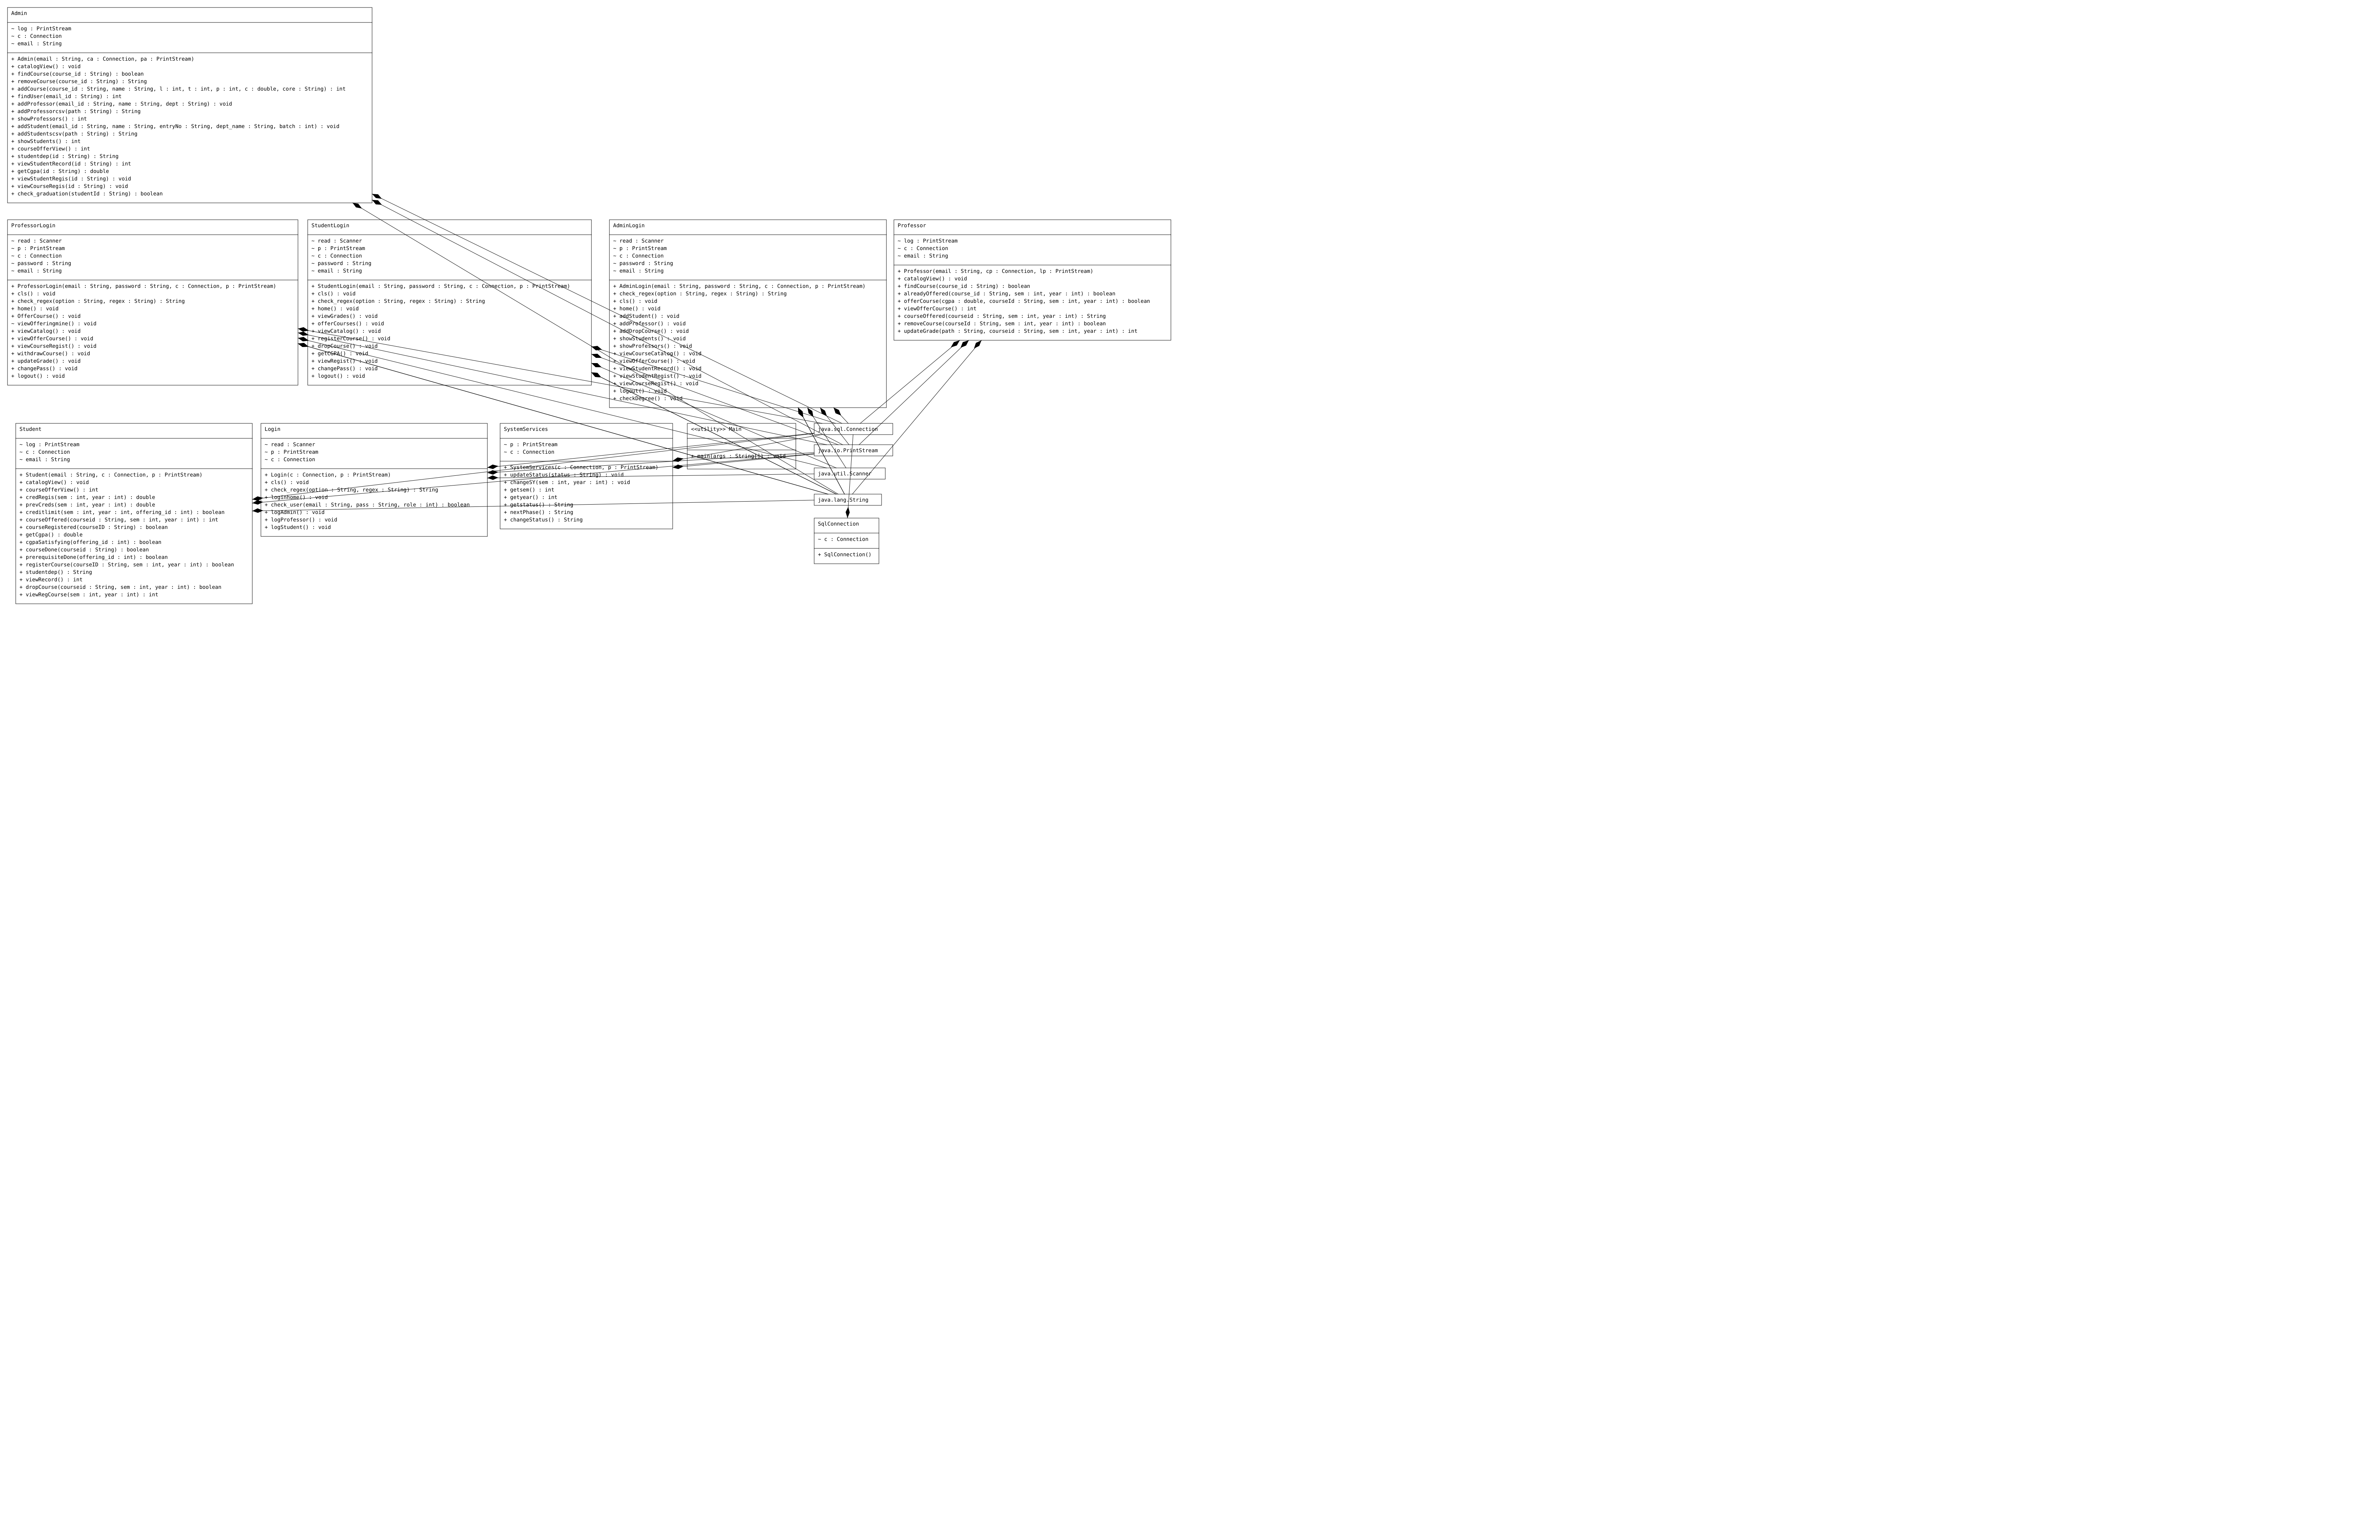 Admin
− log : PrintStream
− c : Connection
− email : String
+ Admin(email : String, ca : Connection, pa : PrintStream)
+ catalogView() : void
+ findCourse(course_id : String) : boolean
+ removeCourse(course_id : String) : String
+ addCourse(course_id : String, name : String, l : int, t : int, p : int, c : double, core : String) : int
+ findUser(email_id : String) : int
+ addProfessor(email_id : String, name : String, dept : String) : void
+ addProfessorcsv(path : String) : String
+ showProfessors() : int
+ addStudent(email_id : String, name : String, entryNo : String, dept_name : String, batch : int) : void
+ addStudentscsv(path : String) : String
+ showStudents() : int
+ courseOfferView() : int
+ studentdep(id : String) : String
+ viewStudentRecord(id : String) : int
+ getCgpa(id : String) : double
+ viewStudentRegis(id : String) : void
+ viewCourseRegis(id : String) : void
+ check_graduation(studentId : String) : boolean
ProfessorLogin
− read : Scanner
− p : PrintStream
− c : Connection
− password : String
− email : String
+ ProfessorLogin(email : String, password : String, c : Connection, p : PrintStream)
+ cls() : void
+ check_regex(option : String, regex : String) : String
+ home() : void
+ OfferCourse() : void
− viewOfferingmine() : void
+ viewCatalog() : void
+ viewOfferCourse() : void
+ viewCourseRegist() : void
+ withdrawCourse() : void
+ updateGrade() : void
+ changePass() : void
+ logout() : void
StudentLogin
− read : Scanner
− p : PrintStream
− c : Connection
− password : String
− email : String
+ StudentLogin(email : String, password : String, c : Connection, p : PrintStream)
+ cls() : void
+ check_regex(option : String, regex : String) : String
+ home() : void
+ viewGrades() : void
+ offerCourses() : void
+ viewCatalog() : void
+ registerCourse() : void
+ dropCourse() : void
+ getCGPA() : void
+ viewRegist() : void
+ changePass() : void
+ logout() : void
AdminLogin
− read : Scanner
− p : PrintStream
− c : Connection
− password : String
− email : String
+ AdminLogin(email : String, password : String, c : Connection, p : PrintStream)
+ check_regex(option : String, regex : String) : String
+ cls() : void
+ home() : void
+ addStudent() : void
+ addProfessor() : void
+ addDropCourse() : void
+ showStudents() : void
+ showProfessors() : void
+ viewCourseCatalog() : void
+ viewOfferCourse() : void
+ viewStudentRecord() : void
+ viewStudentRegist() : void
+ viewCourseRegist() : void
+ logout() : void
+ checkDegree() : void
Professor
− log : PrintStream
− c : Connection
− email : String
+ Professor(email : String, cp : Connection, lp : PrintStream)
+ catalogView() : void
+ findCourse(course_id : String) : boolean
+ alreadyOffered(course_id : String, sem : int, year : int) : boolean
+ offerCourse(cgpa : double, courseId : String, sem : int, year : int) : boolean
+ viewOfferCourse() : int
+ courseOffered(courseid : String, sem : int, year : int) : String
+ removeCourse(courseId : String, sem : int, year : int) : boolean
+ updateGrade(path : String, courseid : String, sem : int, year : int) : int
Student
− log : PrintStream
− c : Connection
− email : String
+ Student(email : String, c : Connection, p : PrintStream)
+ catalogView() : void
+ courseOfferView() : int
+ credRegis(sem : int, year : int) : double
+ prevCreds(sem : int, year : int) : double
+ creditlimit(sem : int, year : int, offering_id : int) : boolean
+ courseOffered(courseid : String, sem : int, year : int) : int
+ courseRegistered(courseID : String) : boolean
+ getCgpa() : double
+ cgpaSatisfying(offering_id : int) : boolean
+ courseDone(courseid : String) : boolean
+ prerequisiteDone(offering_id : int) : boolean
+ registerCourse(courseID : String, sem : int, year : int) : boolean
+ studentdep() : String
+ viewRecord() : int
+ dropCourse(courseid : String, sem : int, year : int) : boolean
+ viewRegCourse(sem : int, year : int) : int
Login
− read : Scanner
− p : PrintStream
− c : Connection
+ Login(c : Connection, p : PrintStream)
+ cls() : void
+ check_regex(option : String, regex : String) : String
+ loginhome() : void
+ check_user(email : String, pass : String, role : int) : boolean
+ logAdmin() : void
+ logProfessor() : void
+ logStudent() : void
SystemServices
− p : PrintStream
− c : Connection
+ SystemServices(c : Connection, p : PrintStream)
+ updateStatus(status : String) : void
+ changeSY(sem : int, year : int) : void
+ getsem() : int
+ getyear() : int
+ getstatus() : String
+ nextPhase() : String
+ changeStatus() : String
<<utility>> Main
+ main(args : String[]) : void
java.sql.Connection
java.io.PrintStream
java.util.Scanner
java.lang.String
SqlConnection
− c : Connection
+ SqlConnection()